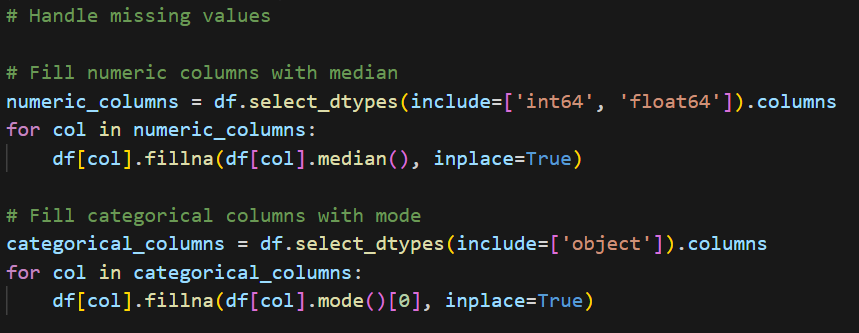 # Handle missing values
# Fill numeric columns with median
numeric_columns = df.select_dtypes(include=['int64', 'float64']).columns
for col in numeric_columns:
    df[col].fillna(df[col].median(), inplace=True)
# Fill categorical columns with mode
categorical_columns = df.select_dtypes(include=['object']).columns
for col in categorical_columns:
    df[col].fillna(df[col].mode()[0], inplace=True)